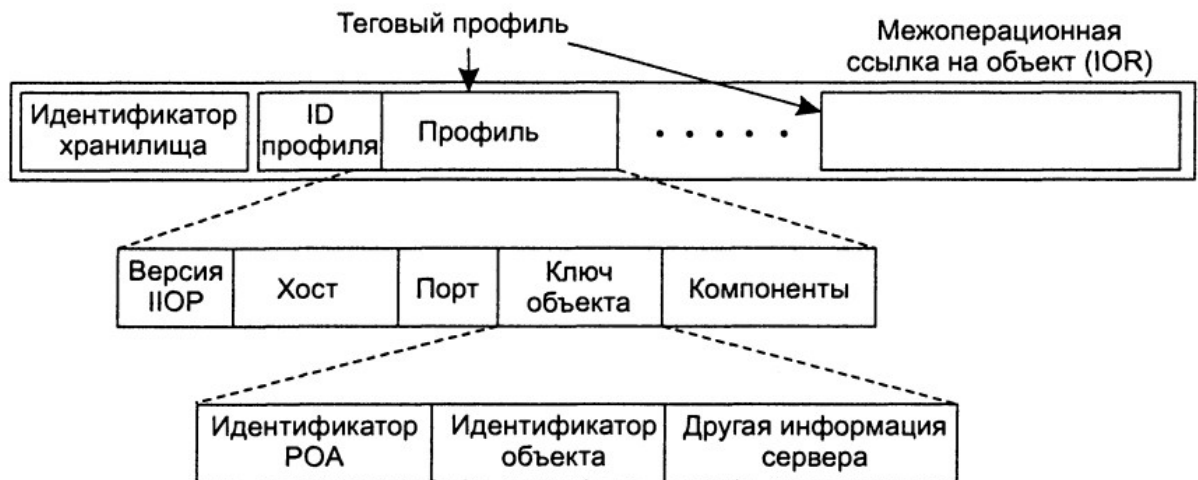 Теговый профиль
Межоперационная
ссылка на объект (IOR)
Идентификатор
хранилища
ID
профиля
Профиль
Версия
IIOP
Хост
Порт
Ключ
объекта
Компоненты
Идентификатор
POA
Идентификатор
объекта
Другая информация
сервера